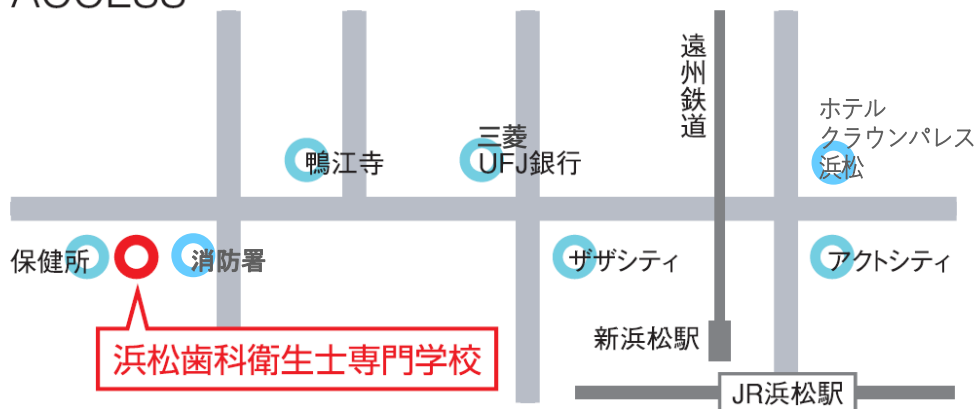 ACCESS
遠州鉄道
ホテル
クラウンパレス
浜松
鴨江寺
三菱
UFJ銀行
保健所
消防署
ザザシティ
アクトシティ
浜松歯科衛生士専門学校
新浜松駅
JR浜松駅